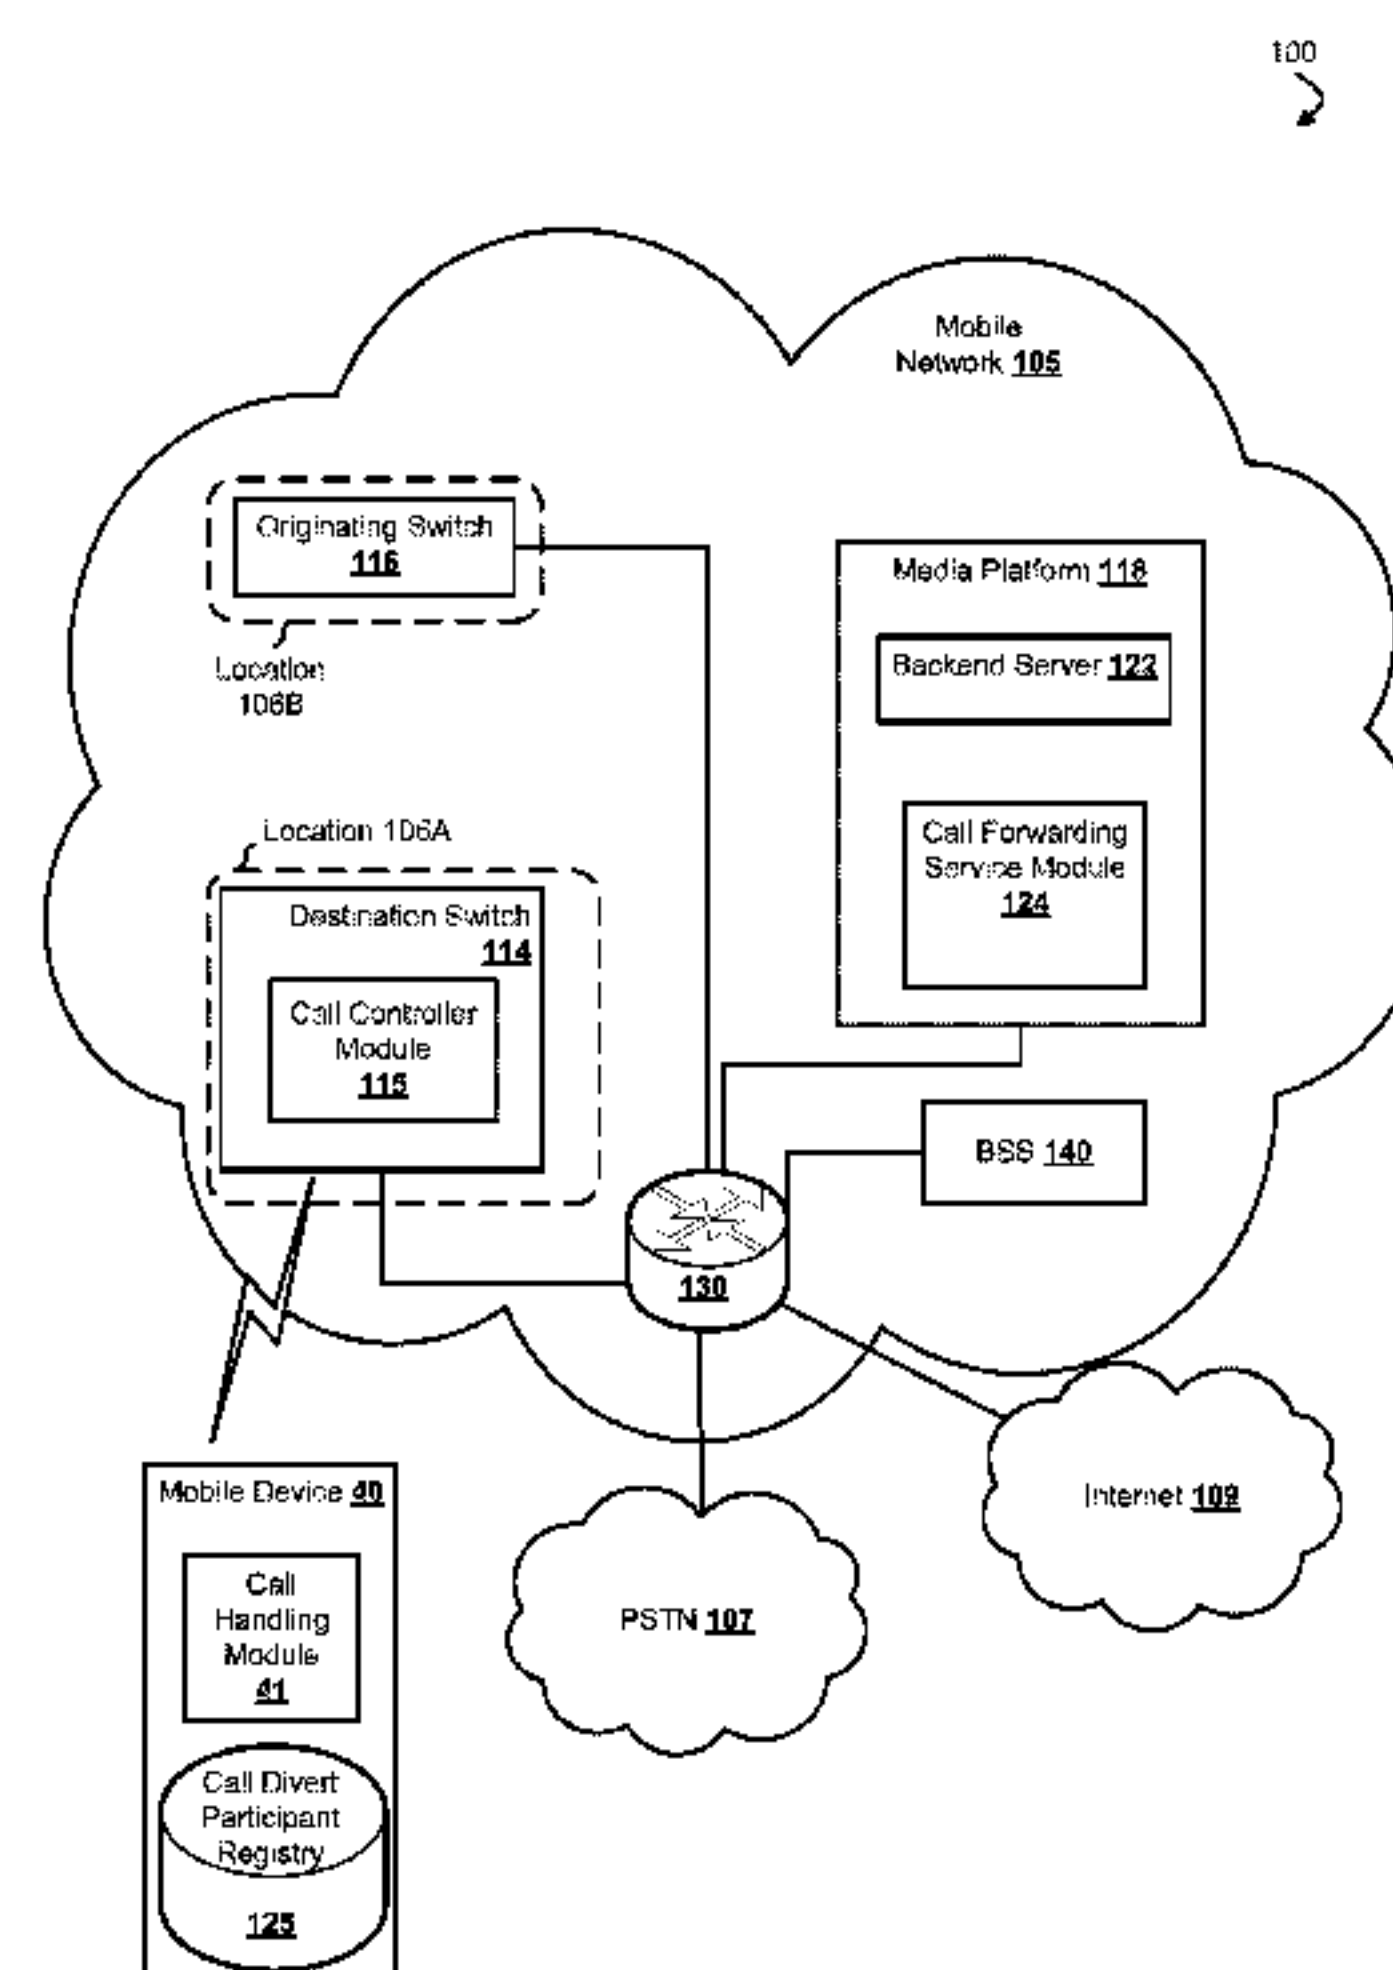 100
Mobile
Network 105
Originating Switch
116
Location
106B
Media Platform 118
Backend Server 122
Call Forwarding
Service Module
124
Location 106A
Destination Switch
114
Call Controller
Module
115
BSS 140
130
Mobile Device 40
Call
Handling
Module
41
Call Divert
Participant
Registry
125
PSTN 107
Internet 109